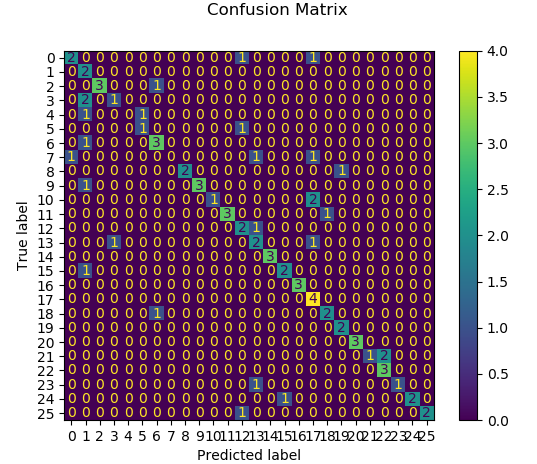 Confusion Matrix
0 2 0 0 0 0 0 0 0 0 0 0 0 1 0 0 0 0 1 0 0 0 0 0 0 0 0
1 0 2 0 0 0 0 0 0 0 0 0 0 0 0 0 0 0 0 0 0 0 0 0 0 0 0
2 0 0 3 0 0 0 1 0 0 0 0 0 0 0 0 0 0 0 0 0 0 0 0 0 0 0
3 0 2 0 1 0 0 0 0 0 0 0 0 0 0 0 0 0 0 0 0 0 0 0 0 0 0
4 0 1 0 0 0 1 0 0 0 0 0 0 0 0 0 0 0 0 0 0 0 0 0 0 0 0
5 0 0 0 0 0 1 0 0 0 0 0 0 1 0 0 0 0 0 0 0 0 0 0 0 0 0
6 0 1 0 0 0 0 3 0 0 0 0 0 0 0 0 0 0 0 0 0 0 0 0 0 0 0
7 1 0 0 0 0 0 0 0 0 0 0 0 0 1 0 0 0 1 0 0 0 0 0 0 0 0
8 0 0 0 0 0 0 0 0 2 0 0 0 0 0 0 0 0 0 0 1 0 0 0 0 0 0
9 0 1 0 0 0 0 0 0 0 3 0 0 0 0 0 0 0 0 0 0 0 0 0 0 0 0
10 0 0 0 0 0 0 0 0 0 0 1 0 0 0 0 0 0 2 0 0 0 0 0 0 0 0
11 0 0 0 0 0 0 0 0 0 0 0 3 0 0 0 0 0 0 1 0 0 0 0 0 0 0
12 0 0 0 0 0 0 0 0 0 0 0 0 2 1 0 0 0 0 0 0 0 0 0 0 0 0
13 0 0 0 1 0 0 0 0 0 0 0 0 0 2 0 0 0 1 0 0 0 0 0 0 0 0
14 0 0 0 0 0 0 0 0 0 0 0 0 0 0 3 0 0 0 0 0 0 0 0 0 0 0
15 0 1 0 0 0 0 0 0 0 0 0 0 0 0 0 2 0 0 0 0 0 0 0 0 0 0
16 0 0 0 0 0 0 0 0 0 0 0 0 0 0 0 0 3 0 0 0 0 0 0 0 0 0
17 0 0 0 0 0 0 0 0 0 0 0 0 0 0 0 0 0 4 0 0 0 0 0 0 0 0
18 0 0 0 0 0 0 1 0 0 0 0 0 0 0 0 0 0 0 2 0 0 0 0 0 0 0
19 0 0 0 0 0 0 0 0 0 0 0 0 0 0 0 0 0 0 0 2 0 0 0 0 0 0
20 0 0 0 0 0 0 0 0 0 0 0 0 0 0 0 0 0 0 0 0 3 0 0 0 0 0
21 0 0 0 0 0 0 0 0 0 0 0 0 0 0 0 0 0 0 0 0 0 1 2 0 0 0
22 0 0 0 0 0 0 0 0 0 0 0 0 0 0 0 0 0 0 0 0 0 0 3 0 0 0
23 0 0 0 0 0 0 0 0 0 0 0 0 0 1 0 0 0 0 0 0 0 0 0 1 0 0
24 0 0 0 0 0 0 0 0 0 0 0 0 0 0 0 1 0 0 0 0 0 0 0 0 2 0
25 0 0 0 0 0 0 0 0 0 0 0 0 1 0 0 0 0 0 0 0 0 0 0 0 0 2
0 1 2 3 4 5 6 7 8 9 10 11 12 13 14 15 16 17 18 19 20 21 22 23 24 25
Predicted label
True label
4.0
3.5
3.0
2.5
2.0
1.5
1.0
0.5
0.0